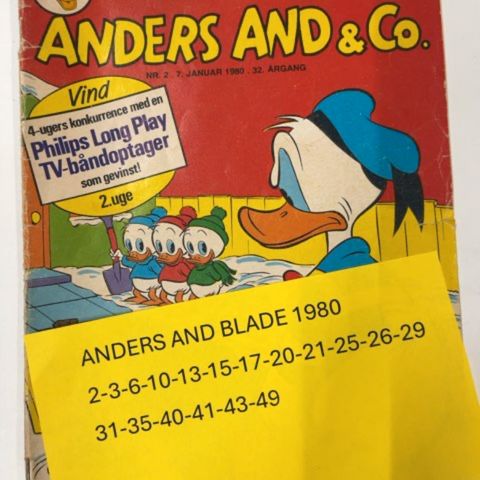 ANDERS AND & Co.
NR. 2 . 7. JANUAR 1980 . 32. ÅRGANG
Vind
4-ugers konkurrence med en
Philips Long Play
TV-båndoptager
som gevinst!
2.uge
ANDERS AND BLADE 1980
2-3-6-10-13-15-17-20-21-25-26-29
31-35-40-41-43-49